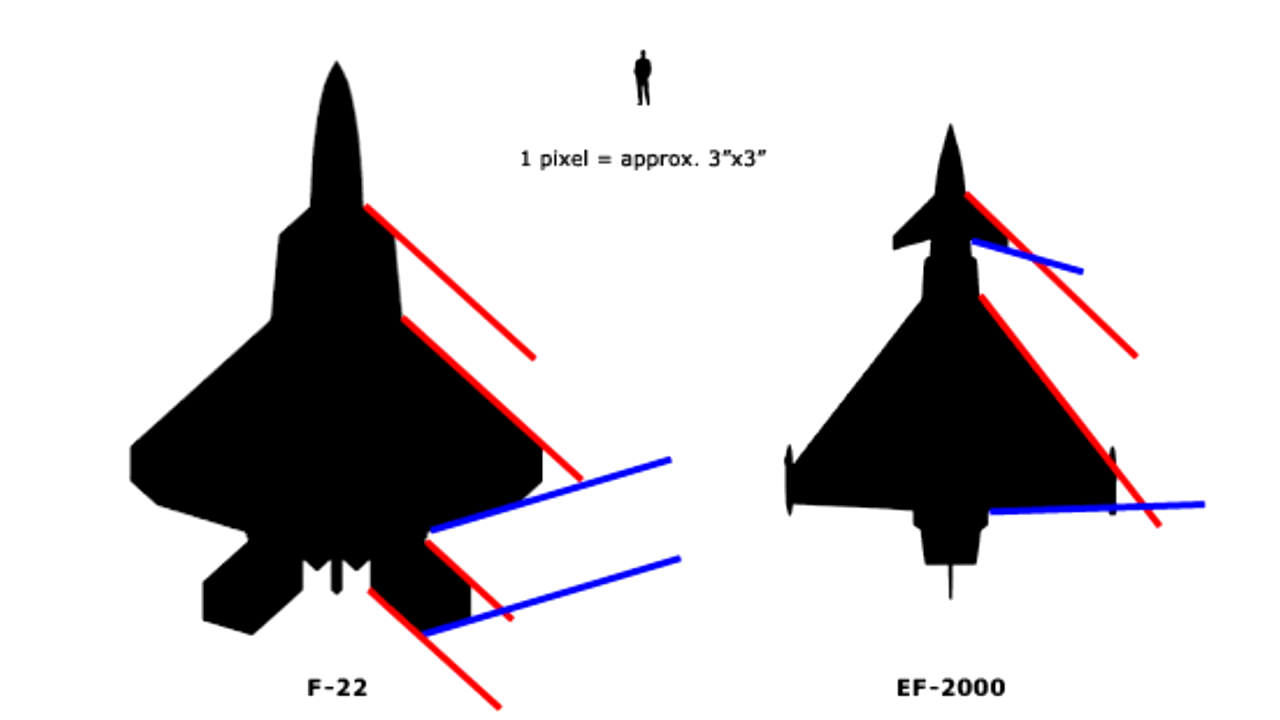 1 pixel = approx. 3”x3”
F-22
EF-2000